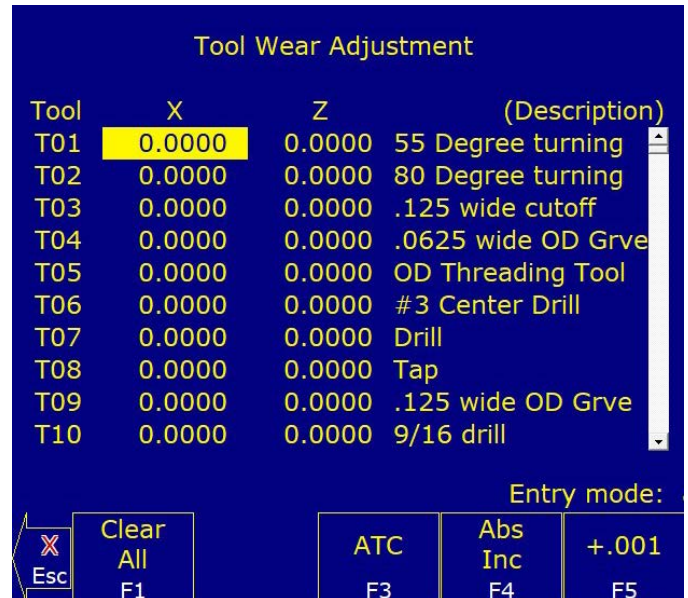 Tool Wear Adjustment
Tool X Z (Description)
T01 0.0000 0.0000 55 Degree turning
T02 0.0000 0.0000 80 Degree turning
T03 0.0000 0.0000 .125 wide cutoff
T04 0.0000 0.0000 .0625 wide OD Grve
T05 0.0000 0.0000 OD Threading Tool
T06 0.0000 0.0000 #3 Center Drill
T07 0.0000 0.0000 Drill
T08 0.0000 0.0000 Tap
T09 0.0000 0.0000 .125 wide OD Grve
T10 0.0000 0.0000 9/16 drill
Entry mode:
X
Esc
Clear
All
F1
ATC
F3
Abs
Inc
F4
+.001
F5